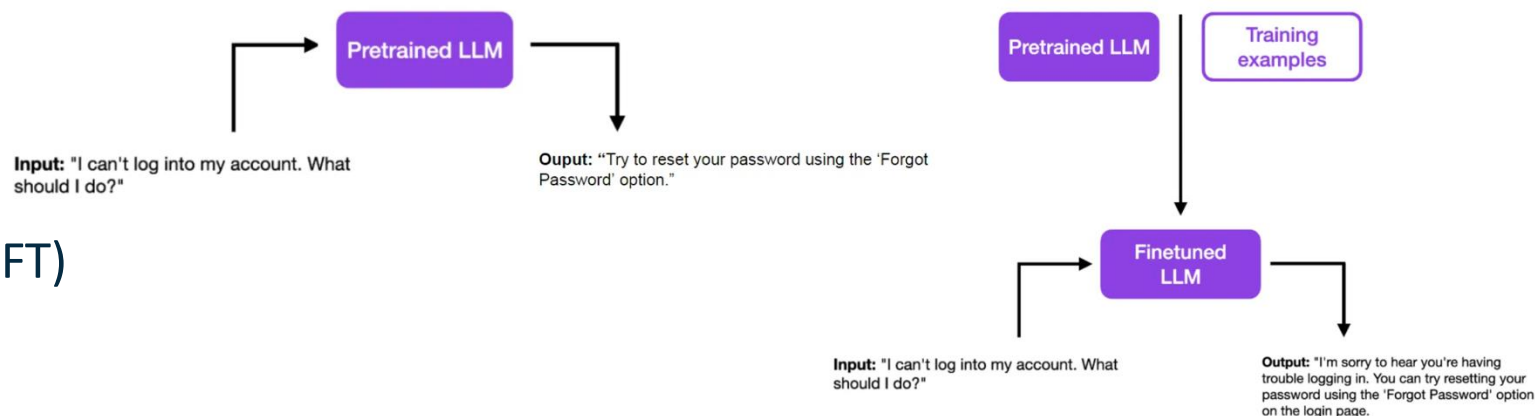 Pretrained LLM
Input: "I can't log into my account. What
should I do?"
Ouput: “Try to reset your password using the ‘Forgot
Password’ option.”
FT)
Pretrained LLM
Training
examples
Finetuned
LLM
Input: "I can't log into my account. What
should I do?"
Output: "I'm sorry to hear you're having
trouble logging in. You can try resetting your
password using the 'Forgot Password' option
on the login page.